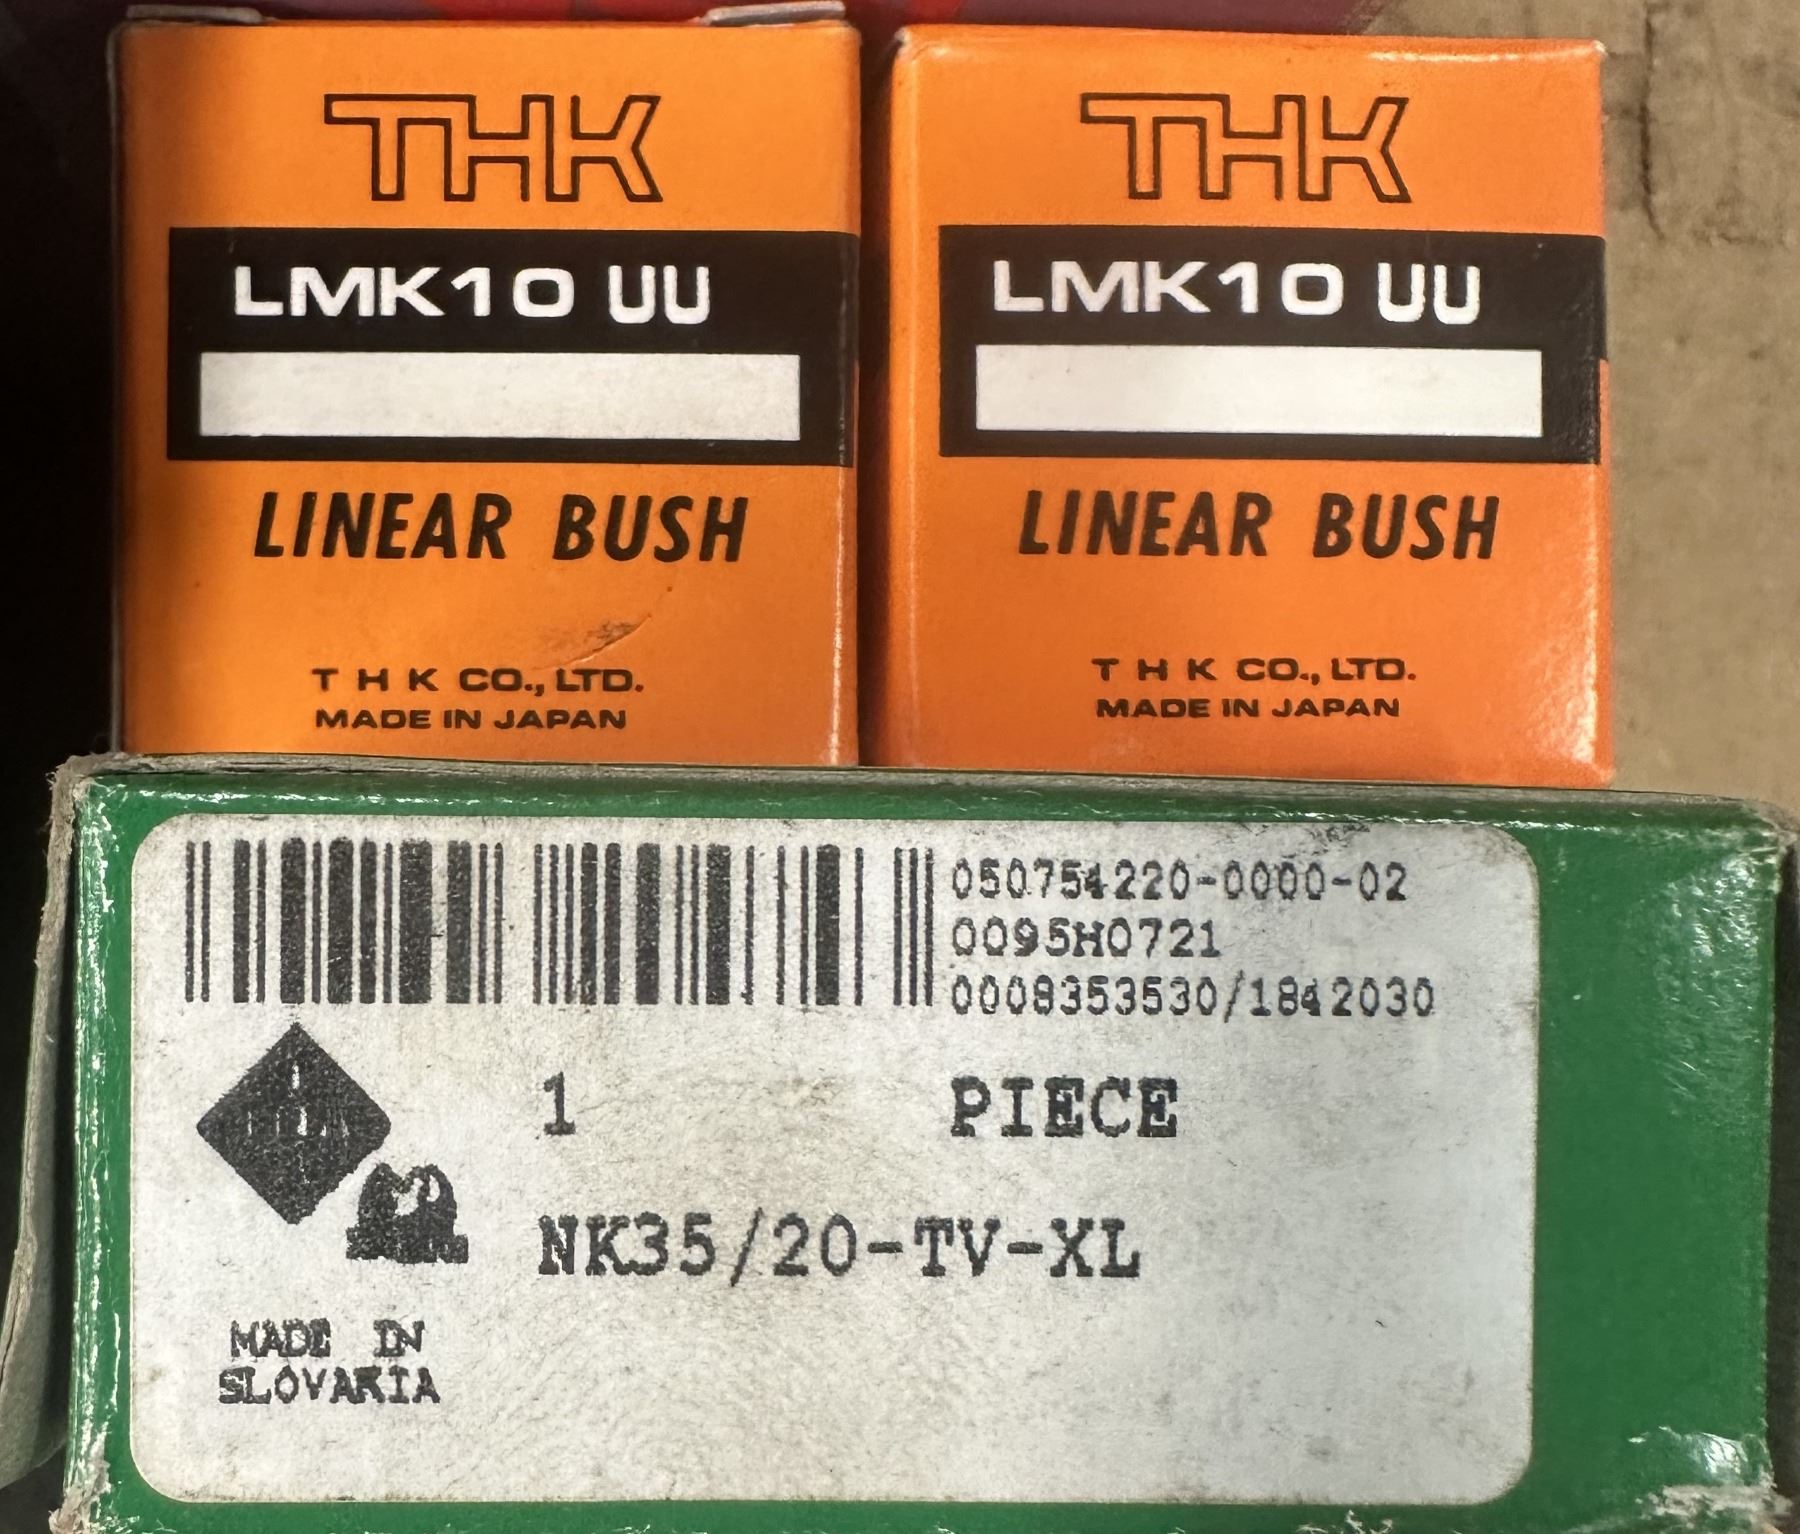 THK
LMK10 UU
LINEAR BUSH
T H K CO., LTD.
MADE IN JAPAN
THK
LMK10 UU
LINEAR BUSH
T H K CO., LTD.
MADE IN JAPAN
050754220-0000-02
0095H0721
0008353530/1842030
1 PIECE
NK35/20-TV-XL
MADE IN
SLOVAKIA